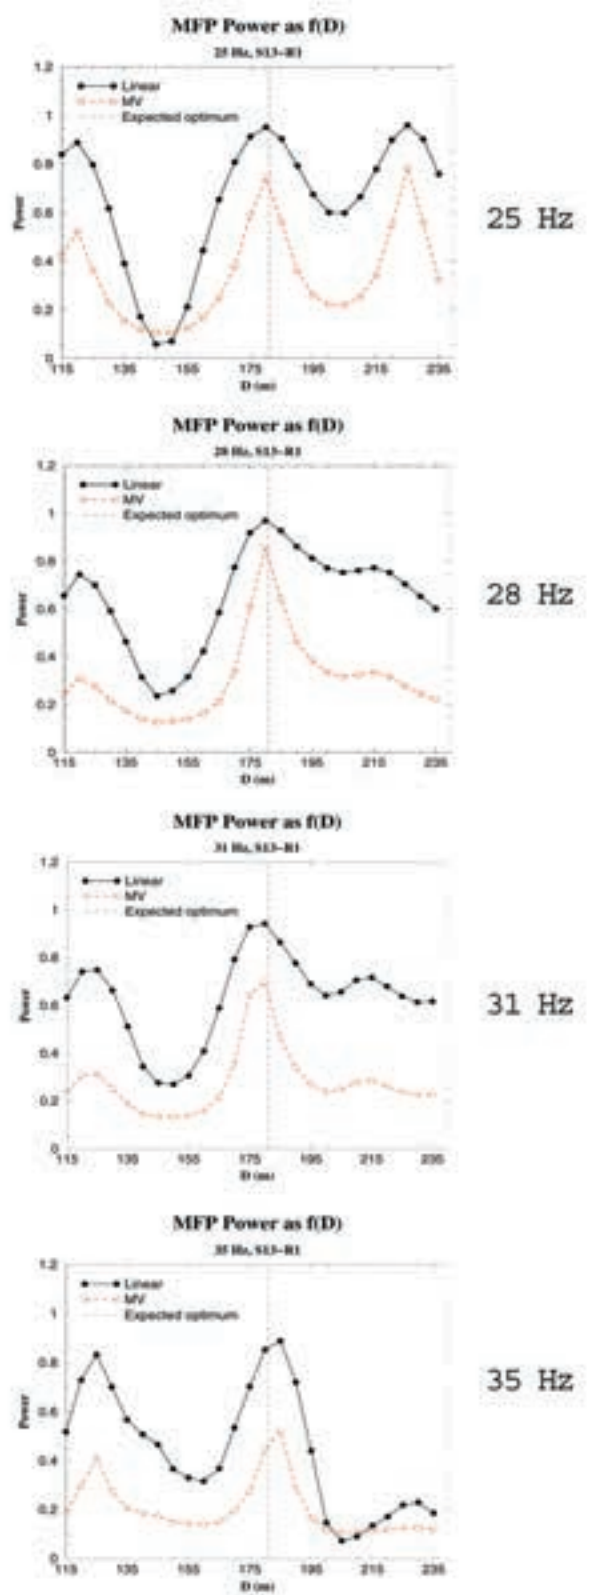 MFP Power as f(D)
25 Hz, S13-R1
1.2
Linear
1
MV
Expected optimum
0.8
0.6
Power
0.4
0.2
0
115 135 155 175 195 215 235
D (m)
25 Hz
MFP Power as f(D)
28 Hz, S13-R1
1.2
Linear
1
MV
Expected optimum
0.8
0.6
Power
0.4
0.2
0
115 135 155 175 195 215 235
D (m)
28 Hz
MFP Power as f(D)
31 Hz, S13-R1
1.2
Linear
1
MV
Expected optimum
0.8
0.6
Power
0.4
0.2
0
115 135 155 175 195 215 235
D (m)
31 Hz
MFP Power as f(D)
35 Hz, S13-R1
1.2
Linear
1
MV
Expected optimum
0.8
0.6
Power
0.4
0.2
0
115 135 155 175 195 215 235
D (m)
35 Hz